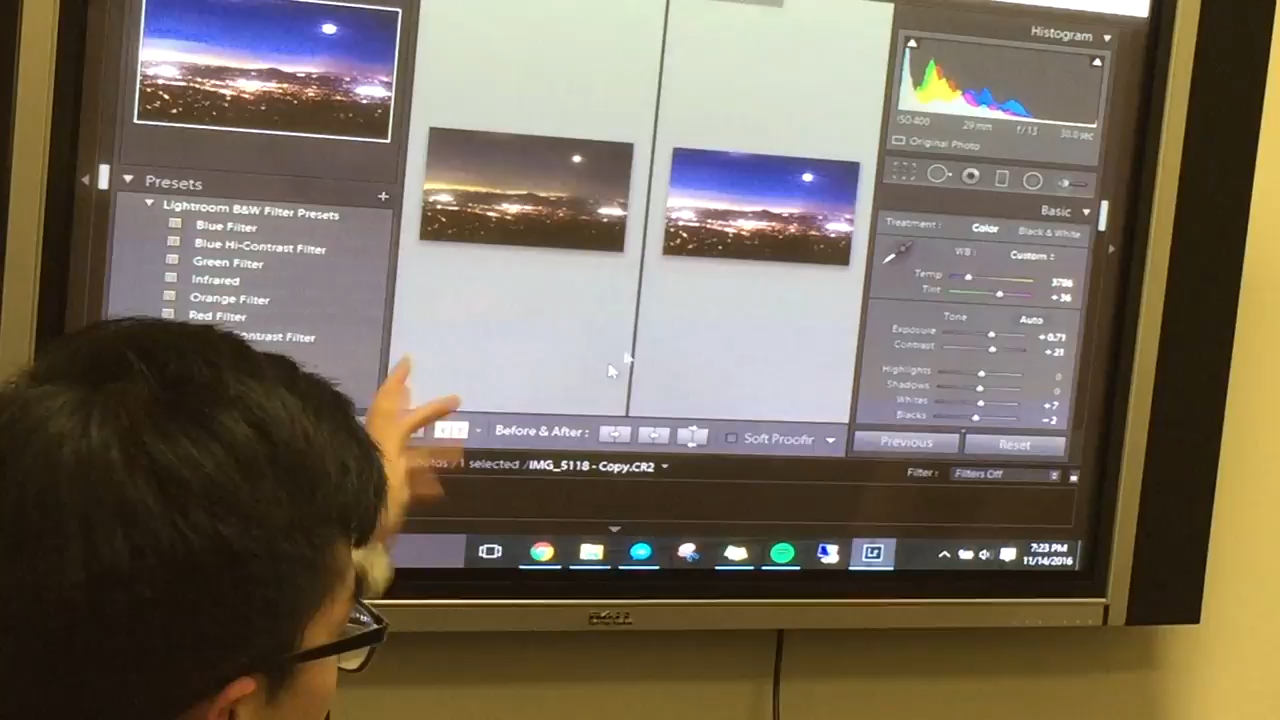 Histogram
ISO 400 29 mm f/13 30.0 sec
Original Photo
Presets
Lightroom B&W Filter Presets
Blue Filter
Blue Hi-Contrast Filter
Green Filter
Infrared
Orange Filter
Red Filter
ontrast Filter
Basic
Treatment: Color Black & White
WB: Custom
Temp 3786
Tint + 36
Tone Auto
Exposure +0.71
Contrast +21
Highlights 0
Shadows 0
Whites +7
Blacks -2
Previous Reset
Before & After: Soft Proofin
/1 selected /IMG_5118 - Copy.CR2
Filter: Filters Off
Lr
7:23 PM
11/14/2016
DELL